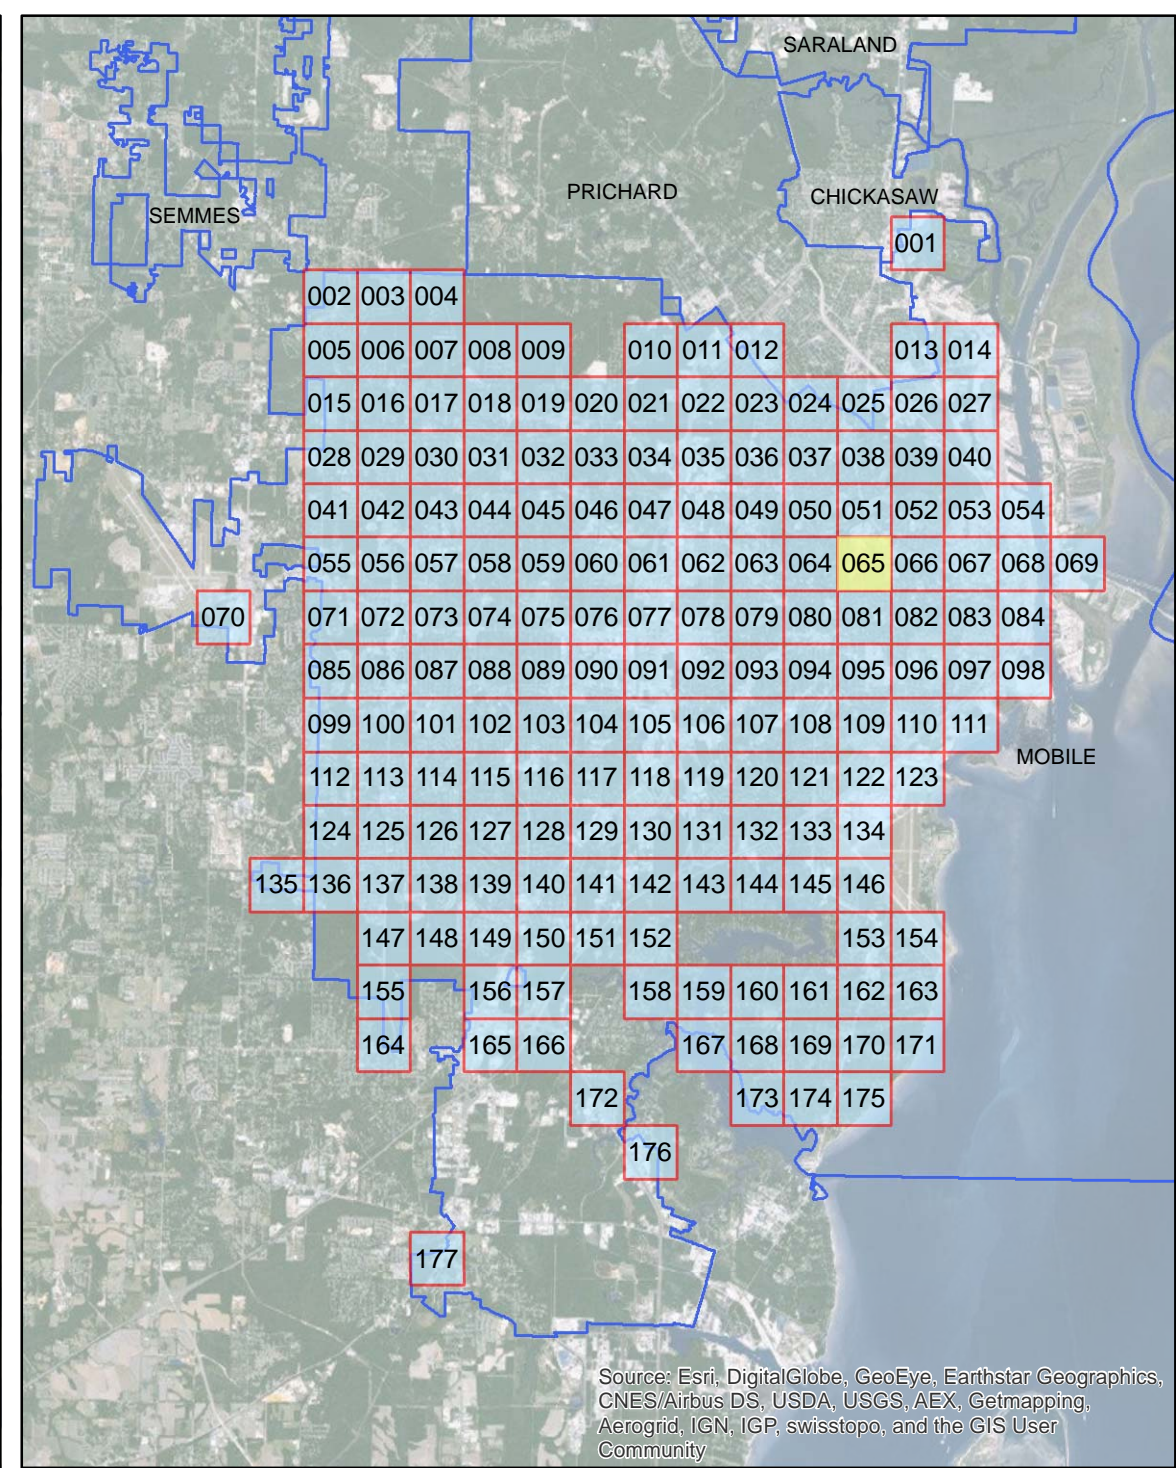 SARALAND
PRICHARD
CHICKASAW
SEMMES
001
002 003 004
005 006 007 008 009 010 011 012 013 014
015 016 017 018 019 020 021 022 023 024 025 026 027
028 029 030 031 032 033 034 035 036 037 038 039 040
041 042 043 044 045 046 047 048 049 050 051 052 053 054
055 056 057 058 059 060 061 062 063 064 065 066 067 068 069
070 071 072 073 074 075 076 077 078 079 080 081 082 083 084
085 086 087 088 089 090 091 092 093 094 095 096 097 098
099 100 101 102 103 104 105 106 107 108 109 110 111
MOBILE
112 113 114 115 116 117 118 119 120 121 122 123
124 125 126 127 128 129 130 131 132 133 134
135 136 137 138 139 140 141 142 143 144 145 146
147 148 149 150 151 152 153 154
155 156 157 158 159 160 161 162 163
164 165 166 167 168 169 170 171
172 173 174 175
176
177
Source: Esri, DigitalGlobe, GeoEye, Earthstar Geographics,
CNES/Airbus DS, USDA, USGS, AEX, Getmapping,
Aerogrid, IGN, IGP, swisstopo, and the GIS User
Community